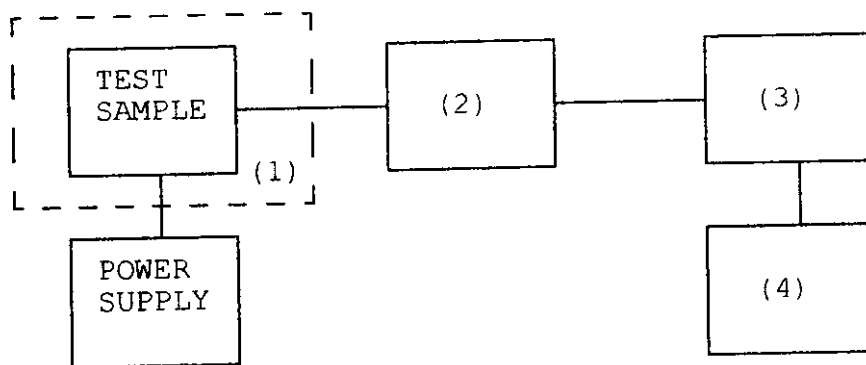 TEST
SAMPLE
(1)
(2)
(3)
POWER
SUPPLY
(4)